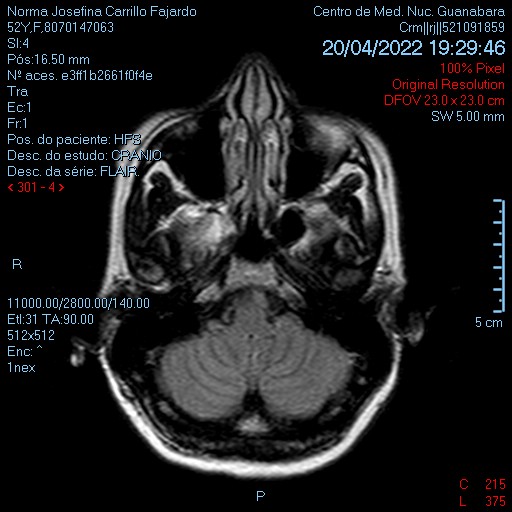 Norma Josefina Carrillo Fajardo
52Y,F,8070147063
Sl:4
Pós:16.50 mm
Nº aces. e3ff1b2661f0f4e
Tra
Ec:1
Fr:1
Pos. do paciente: HFS
Desc. do estudo: CRANIO
Desc. da série: FLAIR.
< 301 - 4 >
Centro de Med. Nuc. Guanabara
Crm||rj||521091859
20/04/2022 19:29:46
100% Pixel
Original Resolution
DFOV 23.0 x 23.0 cm
SW 5.00 mm
R
5 cm
11000.00/2800.00/140.00
Etl:31 TA:90.00
512x512
Enc: ^
1nex
P
C 215
L 375